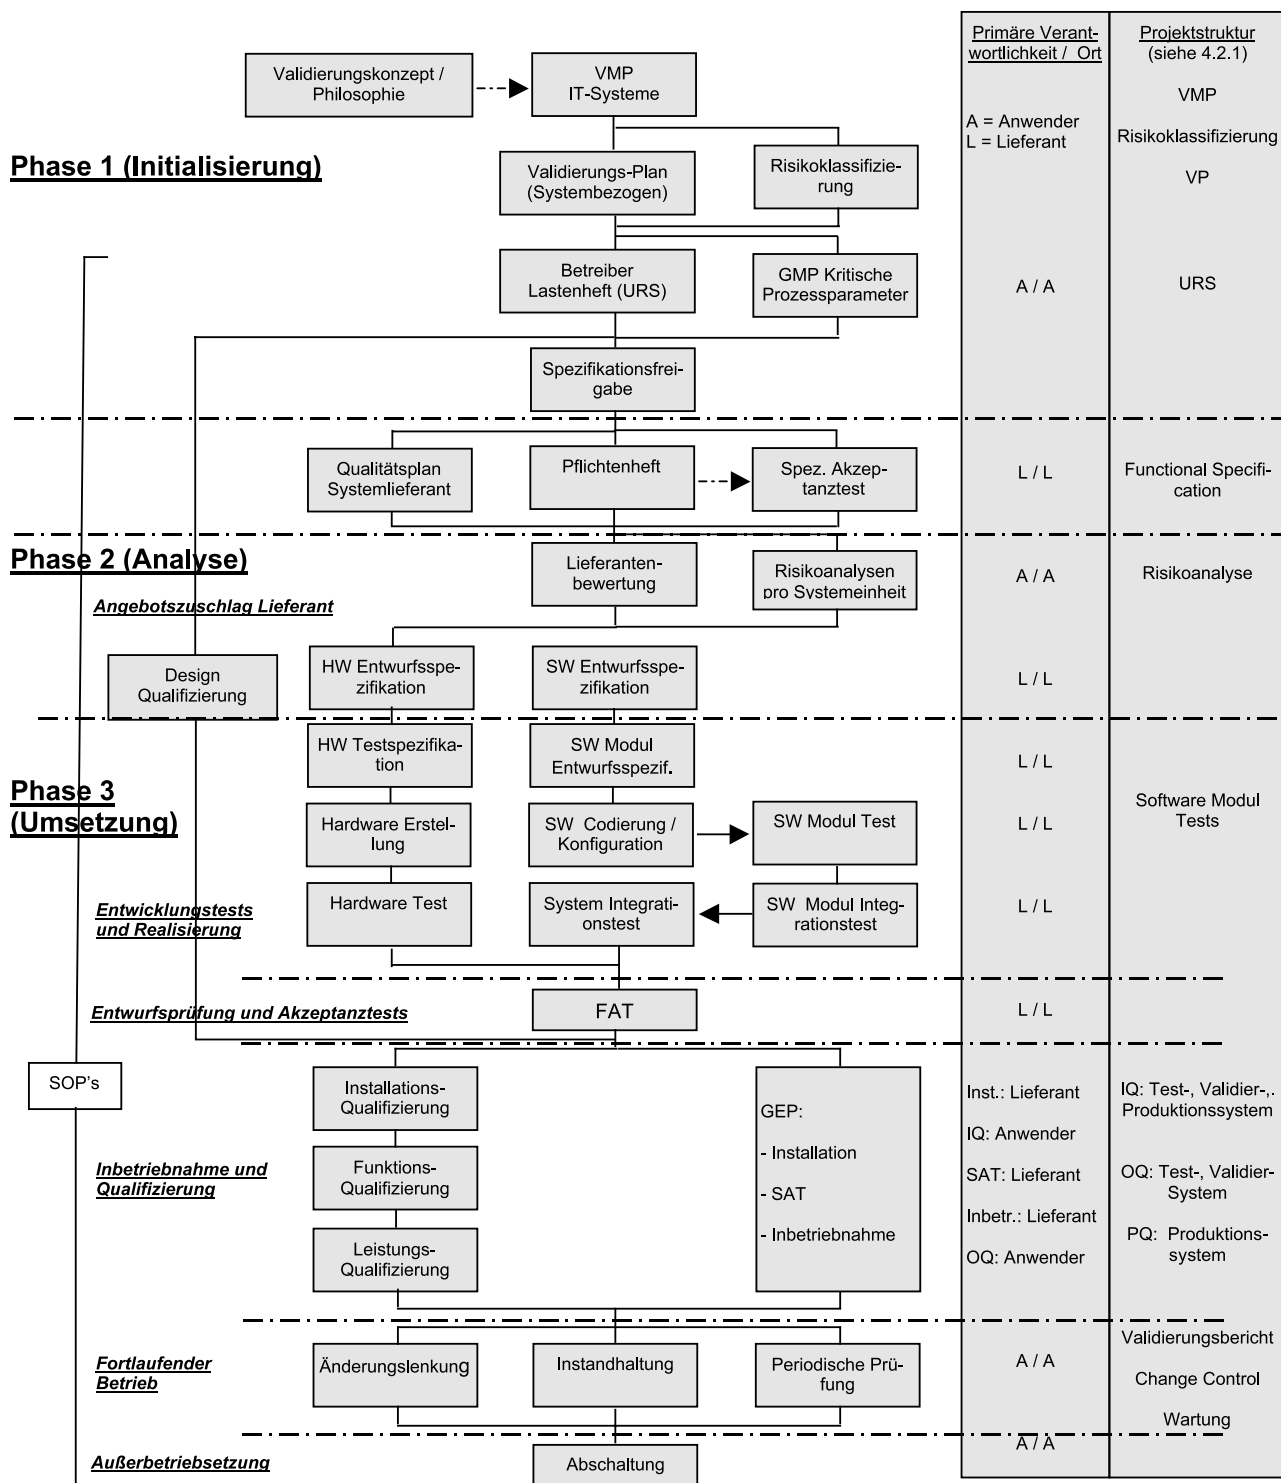 Primäre Verant-
wortlichkeit / Ort
Projektstruktur
(siehe 4.2.1)
Validierungskonzept /
Philosophie
VMP
IT-Systeme
VMP
A = Anwender
L = Lieferant
Risikoklassifizierung
Phase 1 (Initialisierung)
Validierungs-Plan
(Systembezogen)
Risikoklassifizie-
rung
VP
Betreiber
Lastenheft (URS)
GMP Kritische
Prozessparameter
A / A
URS
Spezifikationsfrei-
gabe
Qualitätsplan
Systemlieferant
Pflichtenheft
Spez. Akzep-
tanztest
L / L
Functional Specifi-
cation
Phase 2 (Analyse)
Lieferanten-
bewertung
Risikoanalysen
pro Systemeinheit
A / A
Risikoanalyse
Angebotszuschlag Lieferant
Design
Qualifizierung
HW Entwurfsspe-
zifikation
SW Entwurfsspe-
zifikation
L / L
HW Testspezifika-
tion
SW Modul
Entwurfsspezif.
L / L
Phase 3
(Umsetzung)
Hardware Erstel-
lung
SW Codierung /
Konfiguration
SW Modul Test
L / L
Software Modul
Tests
Entwicklungstests
und Realisierung
Hardware Test
System Integrati-
onstest
SW Modul Integ-
rationstest
L / L
Entwurfsprüfung und Akzeptanztests
FAT
L / L
SOP's
Installations-
Qualifizierung
GEP:
- Installation
- SAT
- Inbetriebnahme
Inst.: Lieferant
IQ: Anwender
SAT: Lieferant
Inbetr.: Lieferant
OQ: Anwender
IQ: Test-, Validier-,.
Produktionssystem
OQ: Test-, Validier-
System
PQ: Produktions-
system
Inbetriebnahme und
Qualifizierung
Funktions-
Qualifizierung
Leistungs-
Qualifizierung
Fortlaufender
Betrieb
Änderungslenkung
Instandhaltung
Periodische Prü-
fung
A / A
Validierungsbericht
Change Control
Wartung
Außerbetriebsetzung
Abschaltung
A / A